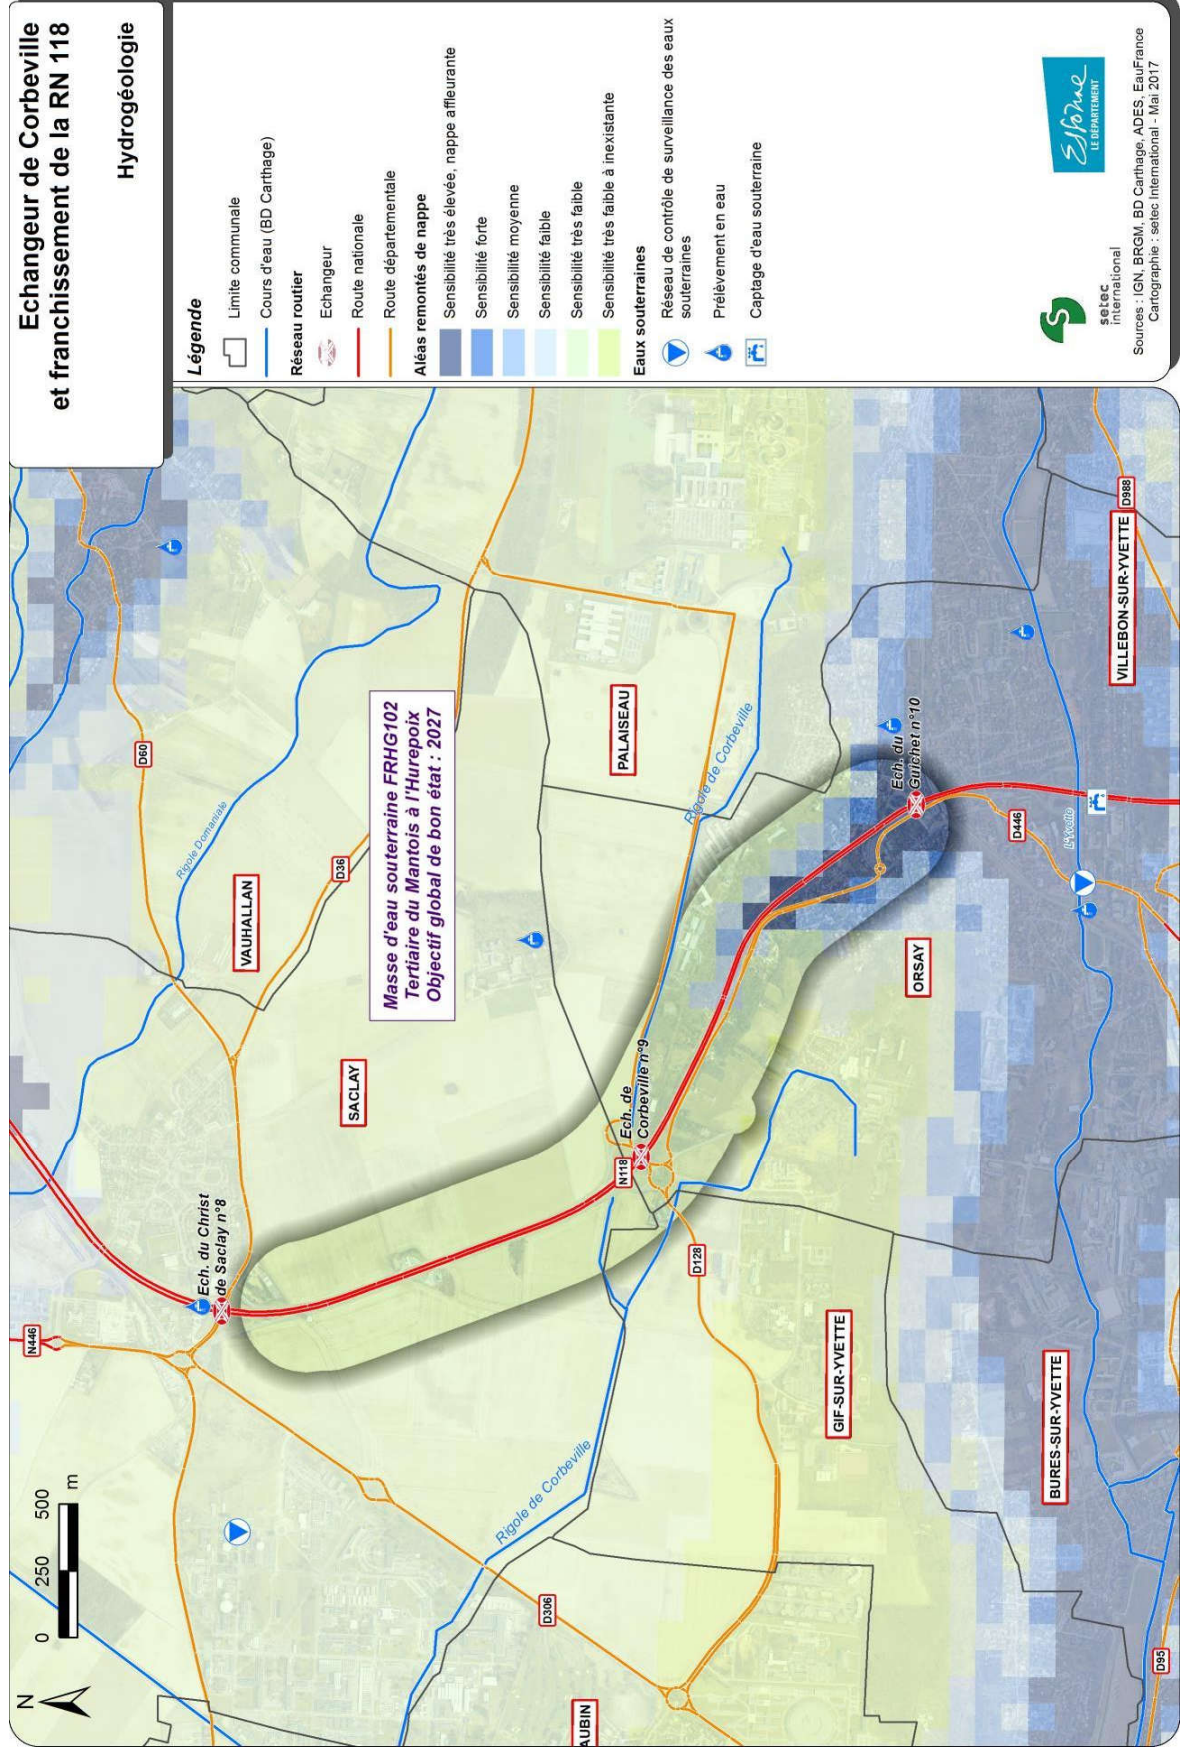 Echangeur de Corbeville
et franchissement de la RN 118
Hydrogéologie
Légende
Limite communale
Cours d'eau (BD Carthage)
Réseau routier
Echangeur
Route nationale
Route départementale
Aléas remontés de nappe
Sensibilité très élevée, nappe affleurante
Sensibilité forte
Sensibilité moyenne
Sensibilité faible
Sensibilité très faible
Sensibilité très faible à inexistante
Eaux souterraines
Réseau de contrôle de surveillance des eaux
souterraines
Prélèvement en eau
Captage d'eau souterraine
setec
international
Essonne
LE DÉPARTEMENT
Sources : IGN, BRGM, BD Carthage, ADES, EauFrance
Cartographie : setec International - Mai 2017
N
0 250 500
m
N446
Ech. du Christ
de Saclay n°8
D60
Rigole Domaniale
VAUHALLAN
D36
SACLAY
Masse d'eau souterraine FRHG102
Tertiaire du Mantois à l'Hurepoix
Objectif global de bon état : 2027
PALAISEAU
Rigole de Corbeville
N118
Ech. de
Corbeville n°9
D306
Rigole de Corbeville
D128
AUBIN
GIF-SUR-YVETTE
ORSAY
Ech. du
Guichet n°10
D446
L'Yvette
VILLEBON-SUR-YVETTE
D988
BURES-SUR-YVETTE
D95